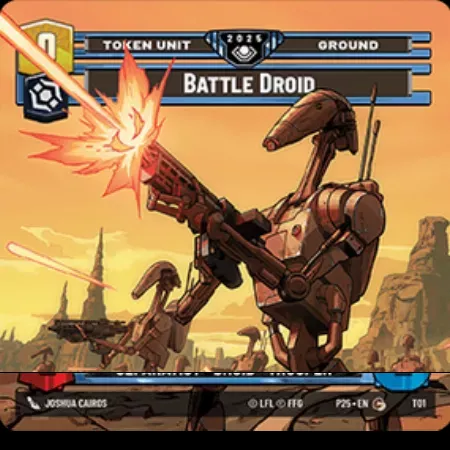 0
TOKEN UNIT
2025
GROUND
BATTLE DROID
JOSHUA CAIROS
© LFL © FFG
P25 • EN
T01